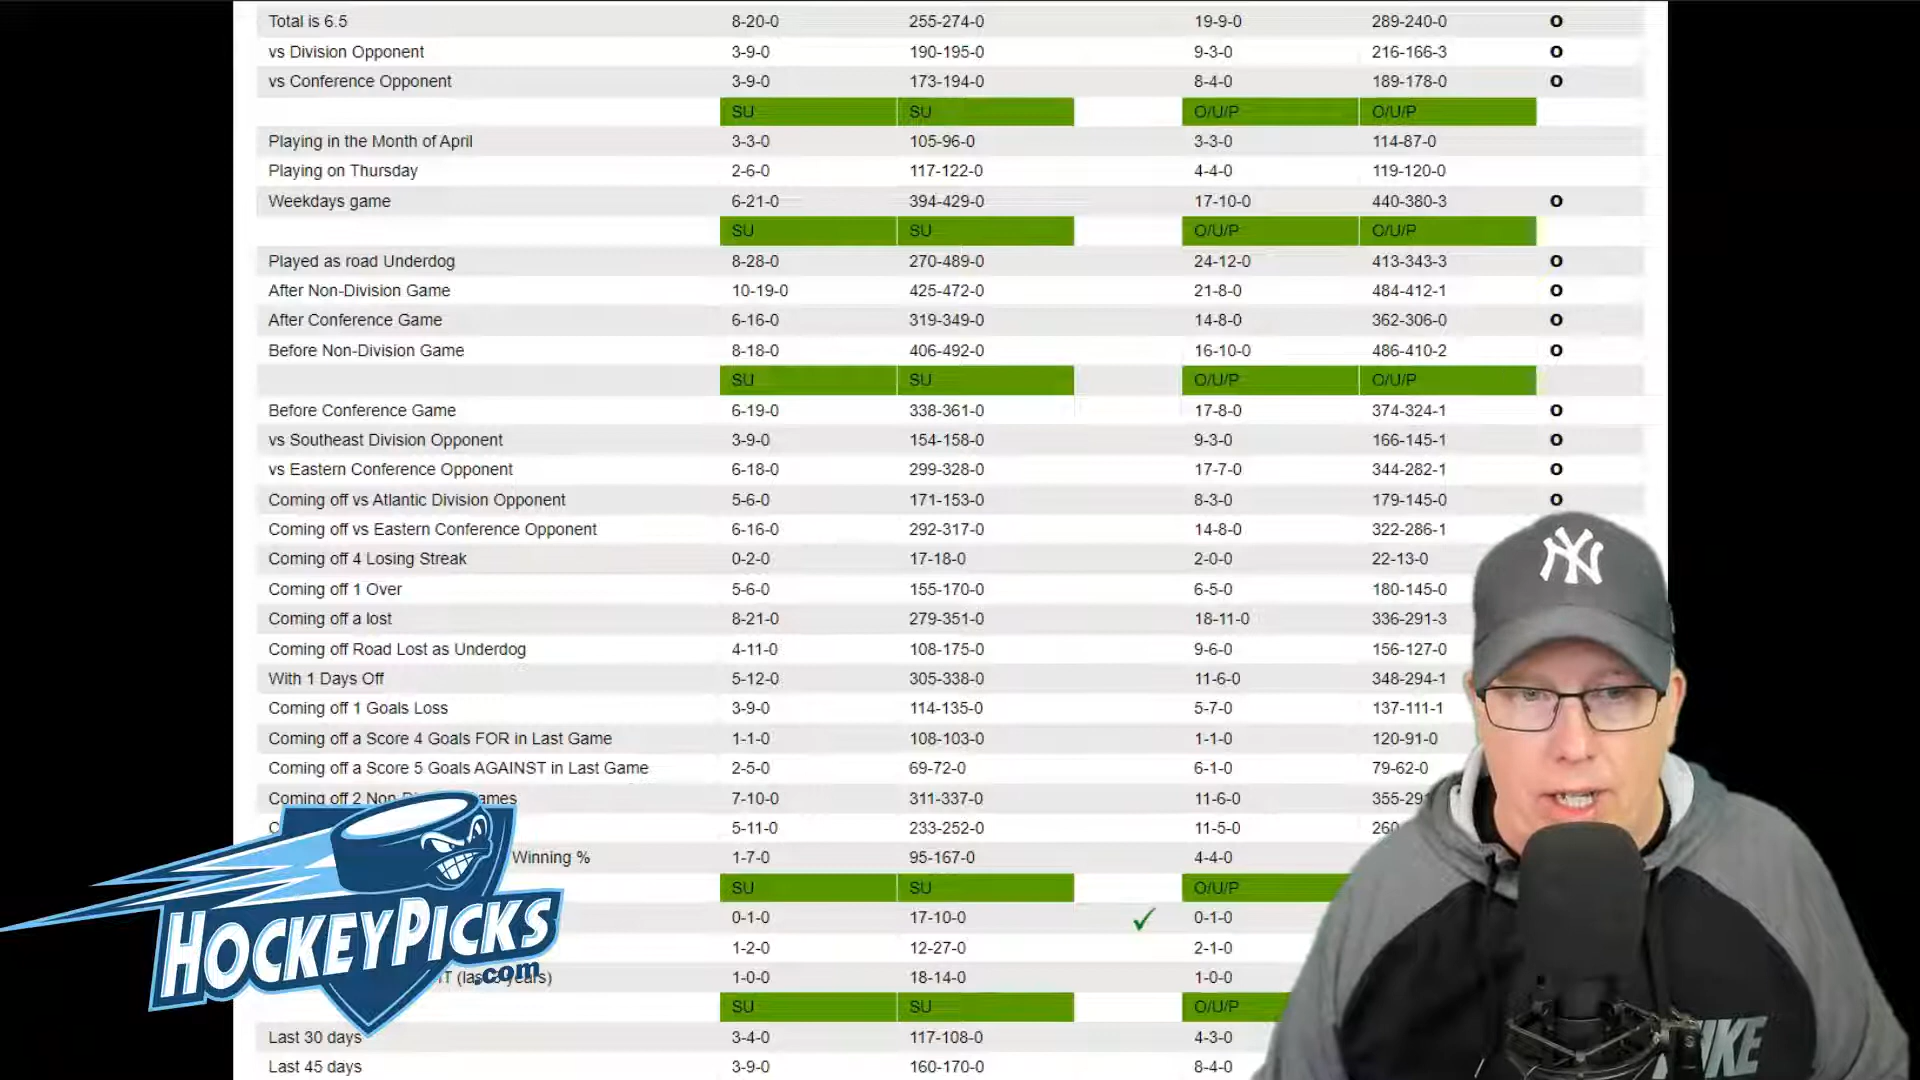 Total is 6.5 8-20-0 255-274-0 19-9-0 289-240-0 O
vs Division Opponent 3-9-0 190-195-0 9-3-0 216-166-3 O
vs Conference Opponent 3-9-0 173-194-0 8-4-0 189-178-0 O
SU SU O/U/P O/U/P
Playing in the Month of April 3-3-0 105-96-0 3-3-0 114-87-0
Playing on Thursday 2-6-0 117-122-0 4-4-0 119-120-0
Weekdays game 6-21-0 394-429-0 17-10-0 440-380-3 O
SU SU O/U/P O/U/P
Played as road Underdog 8-28-0 270-489-0 24-12-0 413-343-3 O
After Non-Division Game 10-19-0 425-472-0 21-8-0 484-412-1 O
After Conference Game 6-16-0 319-349-0 14-8-0 362-306-0 O
Before Non-Division Game 8-18-0 406-492-0 16-10-0 486-410-2 O
SU SU O/U/P O/U/P
Before Conference Game 6-19-0 338-361-0 17-8-0 374-324-1 O
vs Southeast Division Opponent 3-9-0 154-158-0 9-3-0 166-145-1 O
vs Eastern Conference Opponent 6-18-0 299-328-0 17-7-0 344-282-1 O
Coming off vs Atlantic Division Opponent 5-6-0 171-153-0 8-3-0 179-145-0 O
Coming off vs Eastern Conference Opponent 6-16-0 292-317-0 14-8-0 322-286-1
Coming off 4 Losing Streak 0-2-0 17-18-0 2-0-0 22-13-0
Coming off 1 Over 5-6-0 155-170-0 6-5-0 180-145-0
Coming off a lost 8-21-0 279-351-0 18-11-0 336-291-3
Coming off Road Lost as Underdog 4-11-0 108-175-0 9-6-0 156-127-0
With 1 Days Off 5-12-0 305-338-0 11-6-0 348-294-1
Coming off 1 Goals Loss 3-9-0 114-135-0 5-7-0 137-111-1
Coming off a Score 4 Goals FOR in Last Game 1-1-0 108-103-0 1-1-0 120-91-0
Coming off a Score 5 Goals AGAINST in Last Game 2-5-0 69-72-0 6-1-0 79-62-0
Coming off 2 7-10-0 311-337-0 11-6-0
5-11-0 233-252-0 11-5-0
Winning % 1-7-0 95-167-0 4-4-0
SU SU O/U/P
0-1-0 17-10-0 0-1-0
1-2-0 12-27-0 2-1-0
1-0-0 18-14-0 1-0-0
SU SU O/U/P
Last 30 days 3-4-0 117-108-0 4-3-0
Last 45 days 3-9-0 160-170-0 8-4-0
HOCKEYPICKS
.com
NY